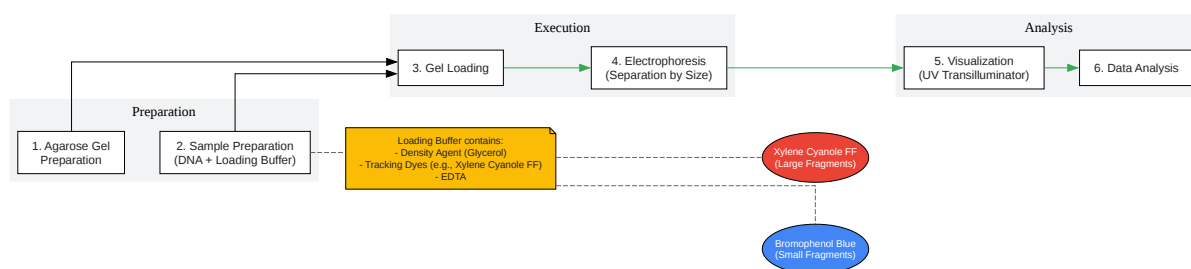 Execution
Analysis
3. Gel Loading
4. Electrophoresis
(Separation by Size)
5. Visualization
(UV Transilluminator)
6. Data Analysis
Preparation
1. Agarose Gel
Preparation
2. Sample Preparation
(DNA + Loading Buffer)
Loading Buffer contains:
- Density Agent (Glycerol)
- Tracking Dyes (e.g., Xylene Cyanole FF)
- EDTA
Xylene Cyanole FF
(Large Fragments)
Bromophenol Blue
(Small Fragments)